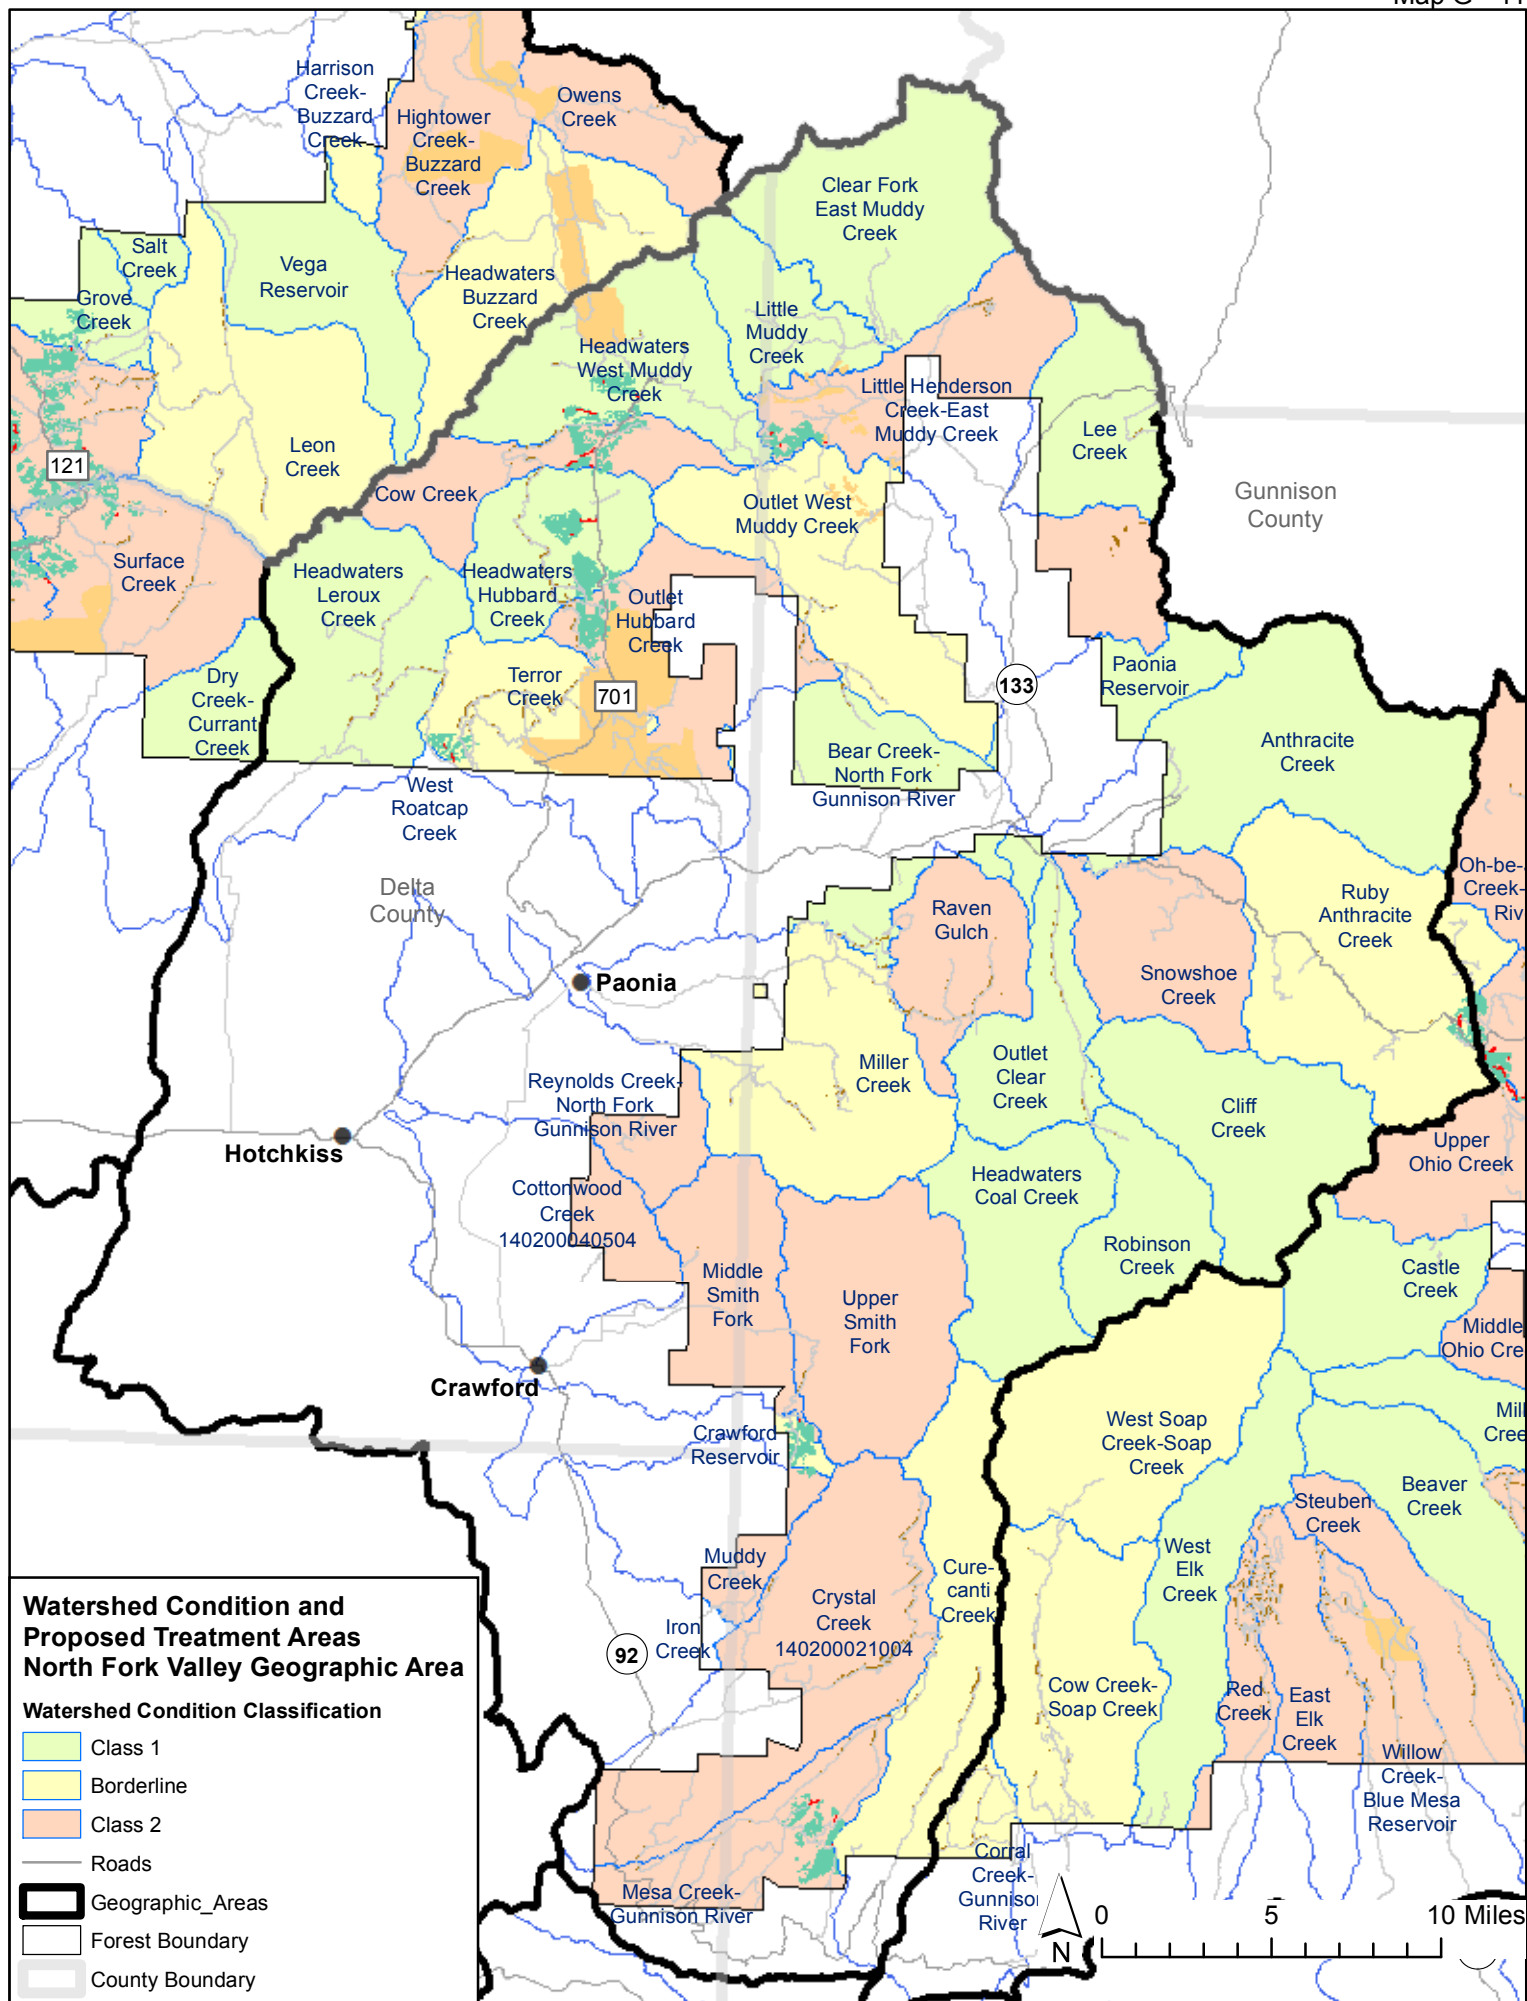 Harrison
Creek-
Buzzard
Creek
Hightower
Creek-
Buzzard
Creek
Owens
Creek
Clear Fork
East Muddy
Creek
Salt
Creek
Vega
Reservoir
Grove
Creek
Headwaters
Buzzard
Creek
Little
Muddy
Creek
Headwaters
West Muddy
Creek
Little Henderson
Creek-East
Muddy Creek
Lee
Creek
Leon
Creek
121
Cow Creek
Outlet West
Muddy Creek
Gunnison
County
Surface
Creek
Headwaters
Leroux
Creek
Headwaters
Hubbard
Creek
Outlet
Hubbard
Creek
Dry
Creek-
Currant
Creek
Terror
Creek
701
133
Paonia
Reservoir
Anthracite
Creek
Bear Creek-
North Fork
Gunnison River
West
Roatcap
Creek
Delta
County
Raven
Gulch
Ruby
Anthracite
Creek
Oh-be-
Creek-
Riv
Snowshoe
Creek
Paonia
Miller
Creek
Outlet
Clear
Creek
Reynolds Creek-
North Fork
Gunnison River
Cliff
Creek
Upper
Ohio Creek
Hotchkiss
Headwaters
Coal Creek
Cottonwood
Creek
140200040504
Robinson
Creek
Castle
Creek
Middle
Smith
Fork
Upper
Smith
Fork
Middle
Ohio Cre
Crawford
Crawford
Reservoir
West Soap
Creek-Soap
Creek
Mill
Cree
Beaver
Creek
Steuben
Creek
Muddy
Creek
Cure-
canti
Creek
West
Elk
Creek
Crystal
Creek
140200021004
Iron
Creek
92
Cow Creek-
Soap Creek
Red
Creek
East
Elk
Creek
Willow
Creek-
Blue Mesa
Reservoir
Mesa Creek-
Gunnison River
Corral
Creek-
Gunnison
River
N
0 5 10 Miles
Watershed Condition and
Proposed Treatment Areas
North Fork Valley Geographic Area
Watershed Condition Classification
Class 1
Borderline
Class 2
Roads
Geographic_Areas
Forest Boundary
County Boundary